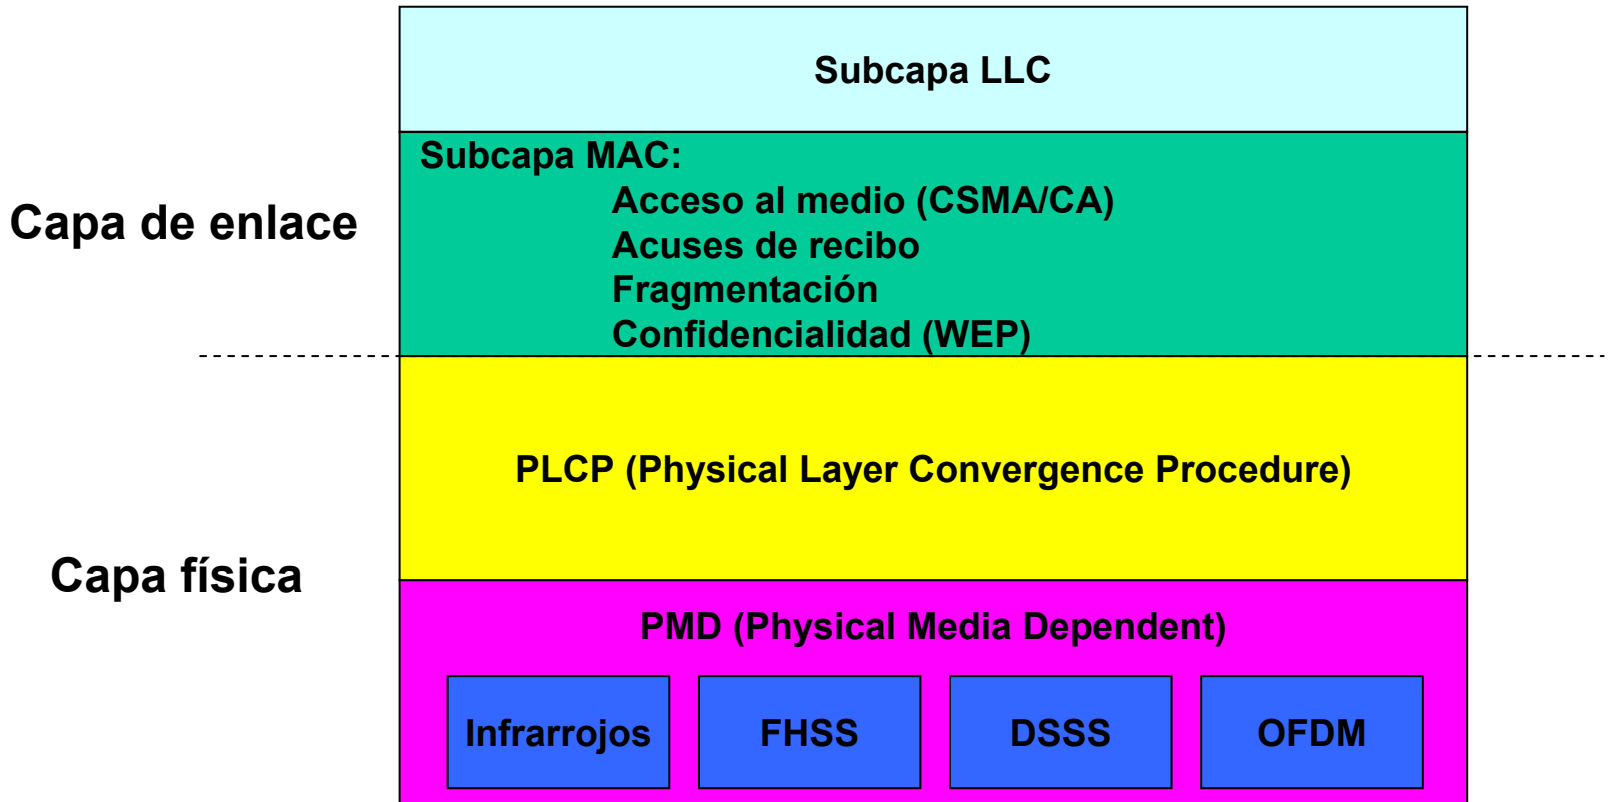 Subcapa LLC
Subcapa MAC:
Acceso al medio (CSMA/CA)
Acuses de recibo
Fragmentación
Confidencialidad (WEP)
Capa de enlace
PLCP (Physical Layer Convergence Procedure)
Capa física
PMD (Physical Media Dependent)
Infrarrojos
FHSS
DSSS
OFDM